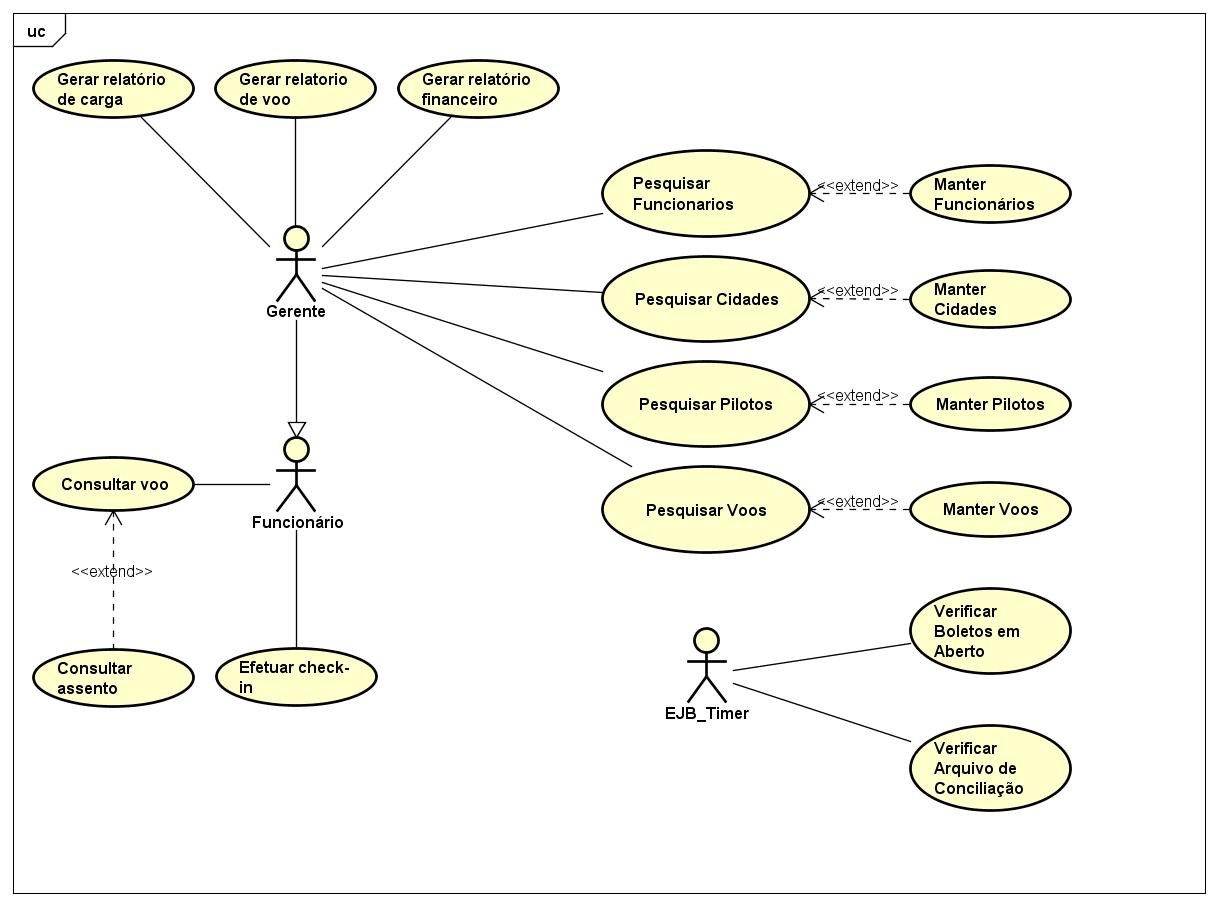 uc
Gerar relatório
de carga
Gerar relatorio
de voo
Gerar relatório
financeiro
Pesquisar
Funcionarios
<<extend>>
Manter
Funcionários
Gerente
Pesquisar Cidades
<<extend>>
Manter
Cidades
Pesquisar Pilotos
<<extend>>
Manter Pilotos
Consultar voo
Funcionário
Pesquisar Voos
<<extend>>
Manter Voos
<<extend>>
Consultar
assento
Efetuar check-
in
EJB_Timer
Verificar
Boletos em
Aberto
Verificar
Arquivo de
Conciliação